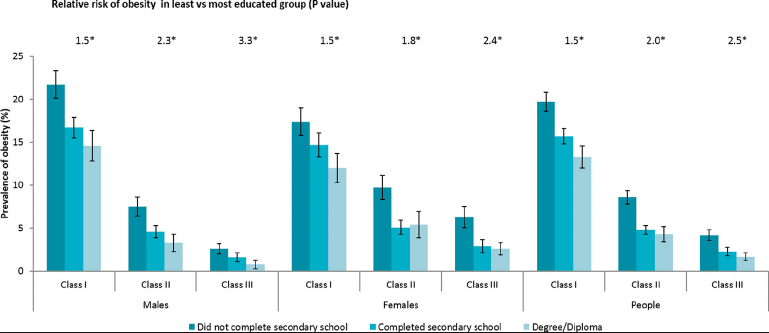 Relative risk of obesity in least vs most educated group (P value)
1.5* 2.3* 3.3* 1.5* 1.8* 2.4* 1.5* 2.0* 2.5*
25
20
15
10
5
0
Prevalence of obesity (%)
Class I Class II Class III Class I Class II Class III Class I Class II Class III
Males Females People
Did not complete secondary school Completed secondary school Degree/Diploma